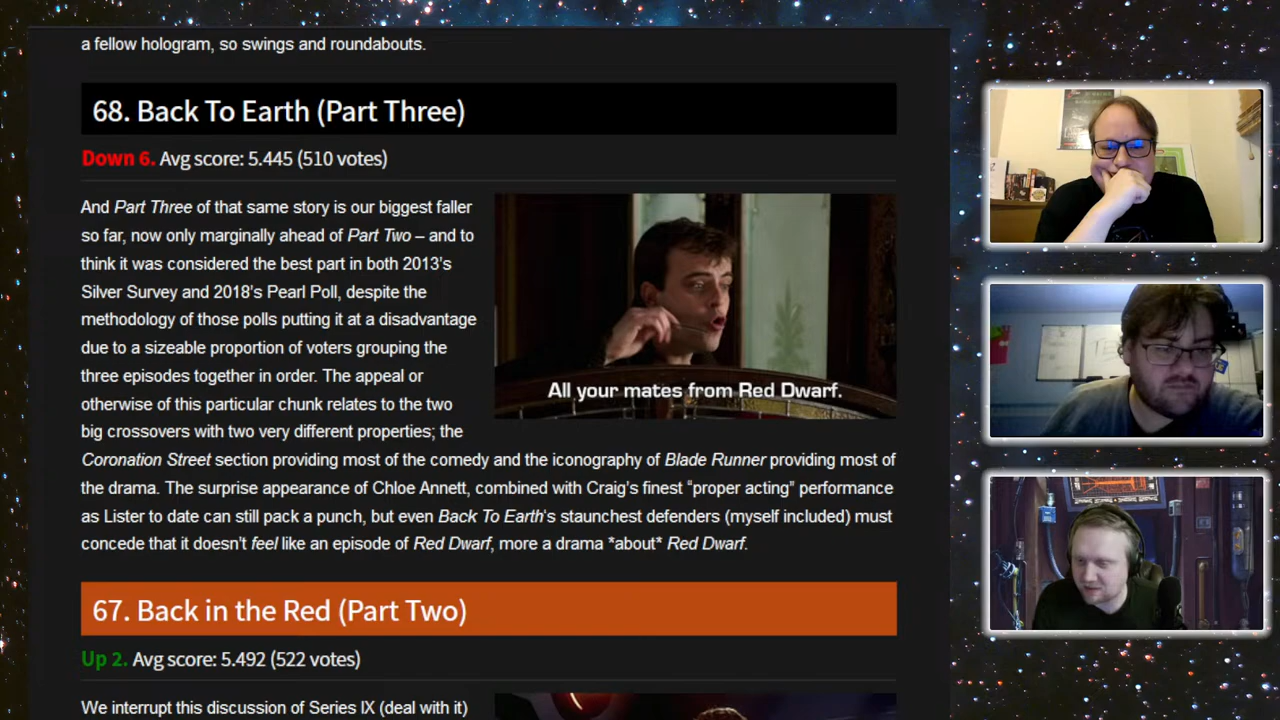 a fellow hologram, so swings and roundabouts.
68. Back To Earth (Part Three)
Down 6. Avg score: 5.445 (510 votes)
And Part Three of that same story is our biggest faller
so far, now only marginally ahead of Part Two – and to
think it was considered the best part in both 2013's
Silver Survey and 2018's Pearl Poll, despite the
methodology of those polls putting it at a disadvantage
due to a sizeable proportion of voters grouping the
three episodes together in order. The appeal or
otherwise of this particular chunk relates to the two
big crossovers with two very different properties; the
Coronation Street section providing most of the comedy and the iconography of Blade Runner providing most of
the drama. The surprise appearance of Chloe Annett, combined with Craig's finest “proper acting” performance
as Lister to date can still pack a punch, but even Back To Earth's staunchest defenders (myself included) must
concede that it doesn't feel like an episode of Red Dwarf, more a drama *about* Red Dwarf.
All your mates from Red Dwarf.
67. Back in the Red (Part Two)
Up 2. Avg score: 5.492 (522 votes)
We interrupt this discussion of Series IX (deal with it)